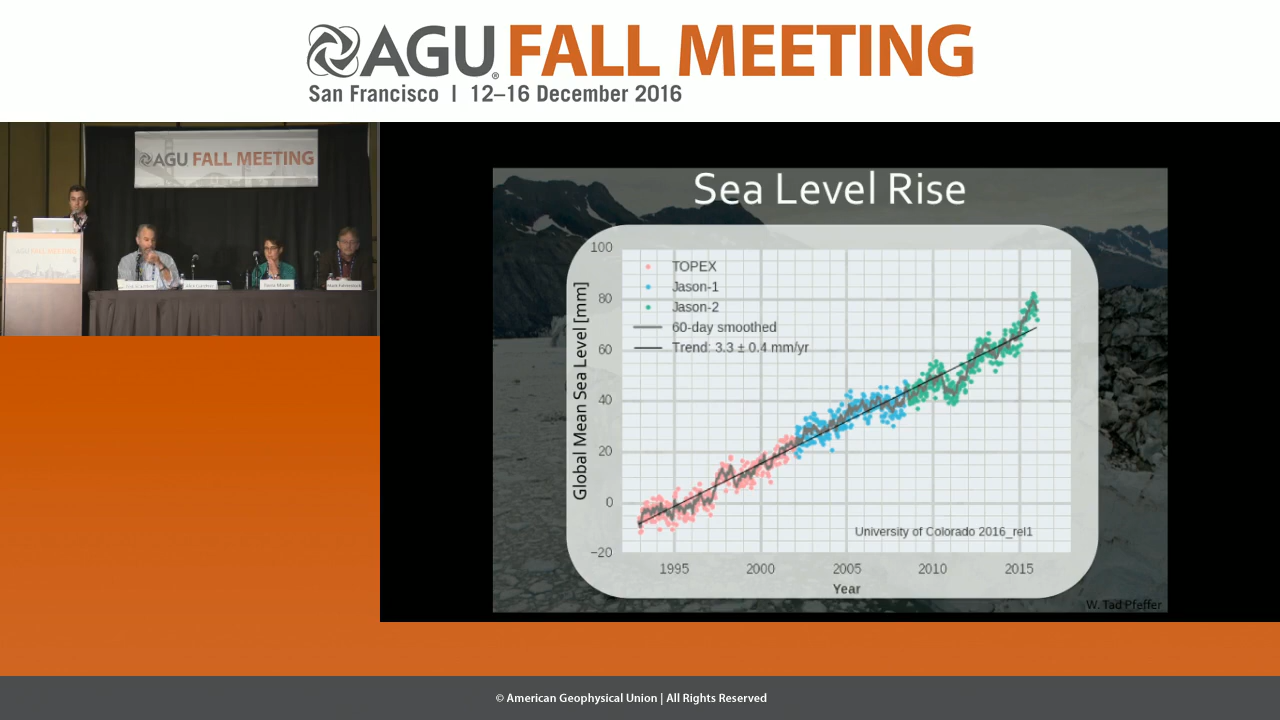 AGU FALL MEETING
San Francisco | 12–16 December 2016
AGU FALL MEETING
AGU FALL MEETING
Sea Level Rise
Global Mean Sea Level [mm]
100
80
60
40
20
0
−20
TOPEX
Jason-1
Jason-2
60-day smoothed
Trend: 3.3 ± 0.4 mm/yr
University of Colorado 2016_rel1
1995
2000
2005
2010
2015
Year
W. Tad Pfeffer
© American Geophysical Union | All Rights Reserved